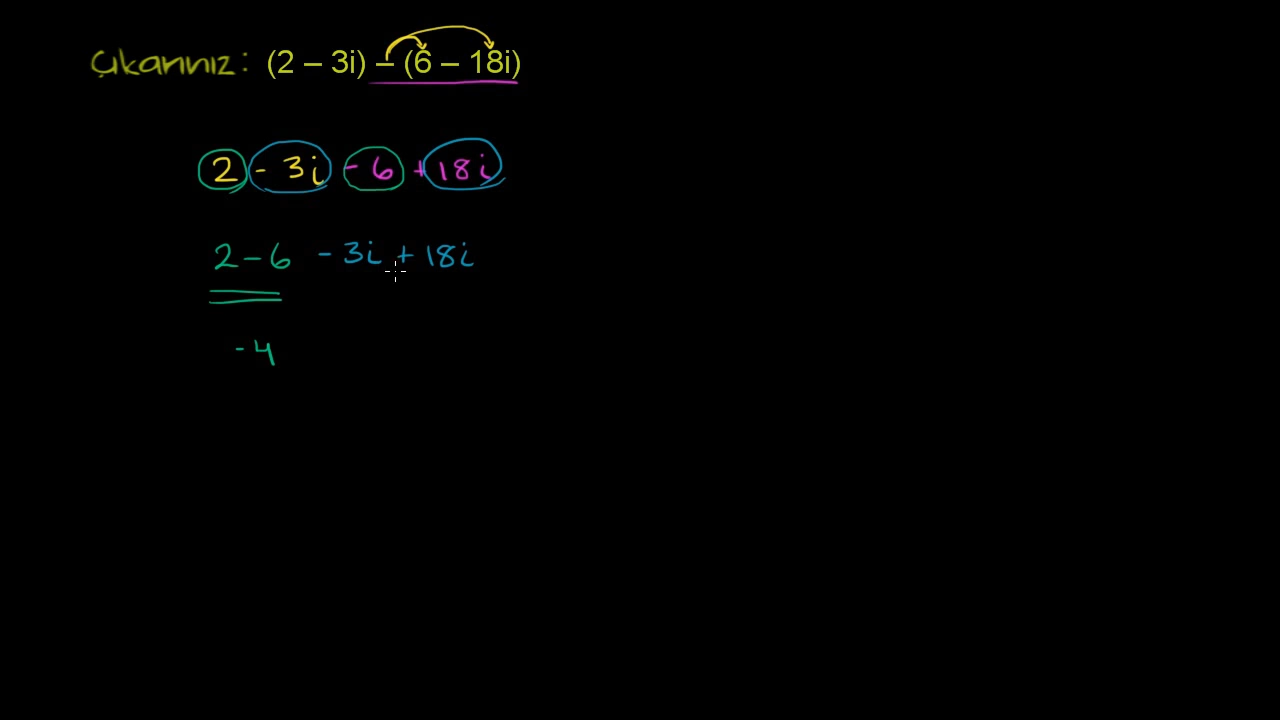 Çıkarınız: (2 – 3i) – (6 – 18i)
2 - 3i - 6 + 18i
2 - 6 - 3i + 18i
- 4